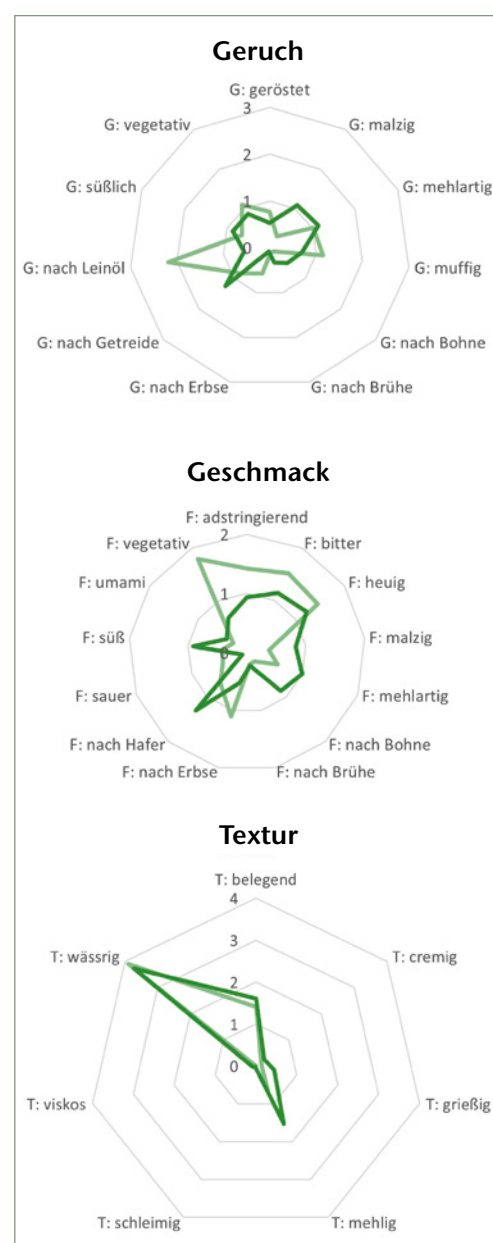 Geruch
G: geröstet
3
G: vegetativ
G: malzig
2
G: süßlich
G: mehlartig
1
0
G: nach Leinöl
G: muffig
G: nach Getreide
G: nach Bohne
G: nach Erbse
G: nach Brühe
Geschmack
F: adstringierend
2
F: vegetativ
F: bitter
F: umami
F: heuig
1
F: süß
F: malzig
0
F: sauer
F: mehlartig
F: nach Hafer
F: nach Bohne
F: nach Erbse
F: nach Brühe
Textur
T: belegend
4
T: wässrig
T: cremig
3
2
1
0
T: viskos
T: grießig
T: schleimig
T: mehlig